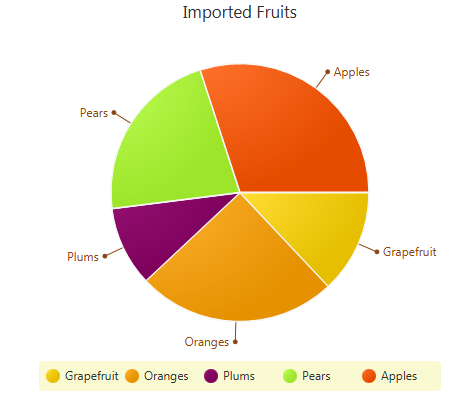 Imported Fruits
Apples
Pears
Grapefruit
Plums
Oranges
Grapefruit Oranges Plums Pears Apples